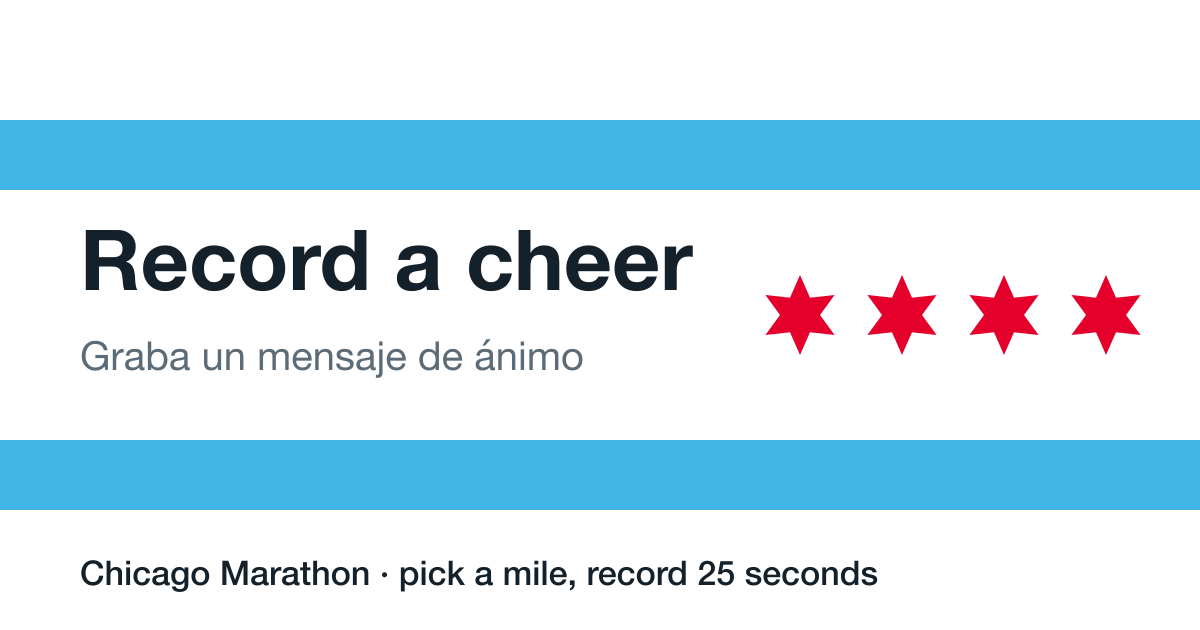 Record a cheer
Graba un mensaje de ánimo
Chicago Marathon · pick a mile, record 25 seconds